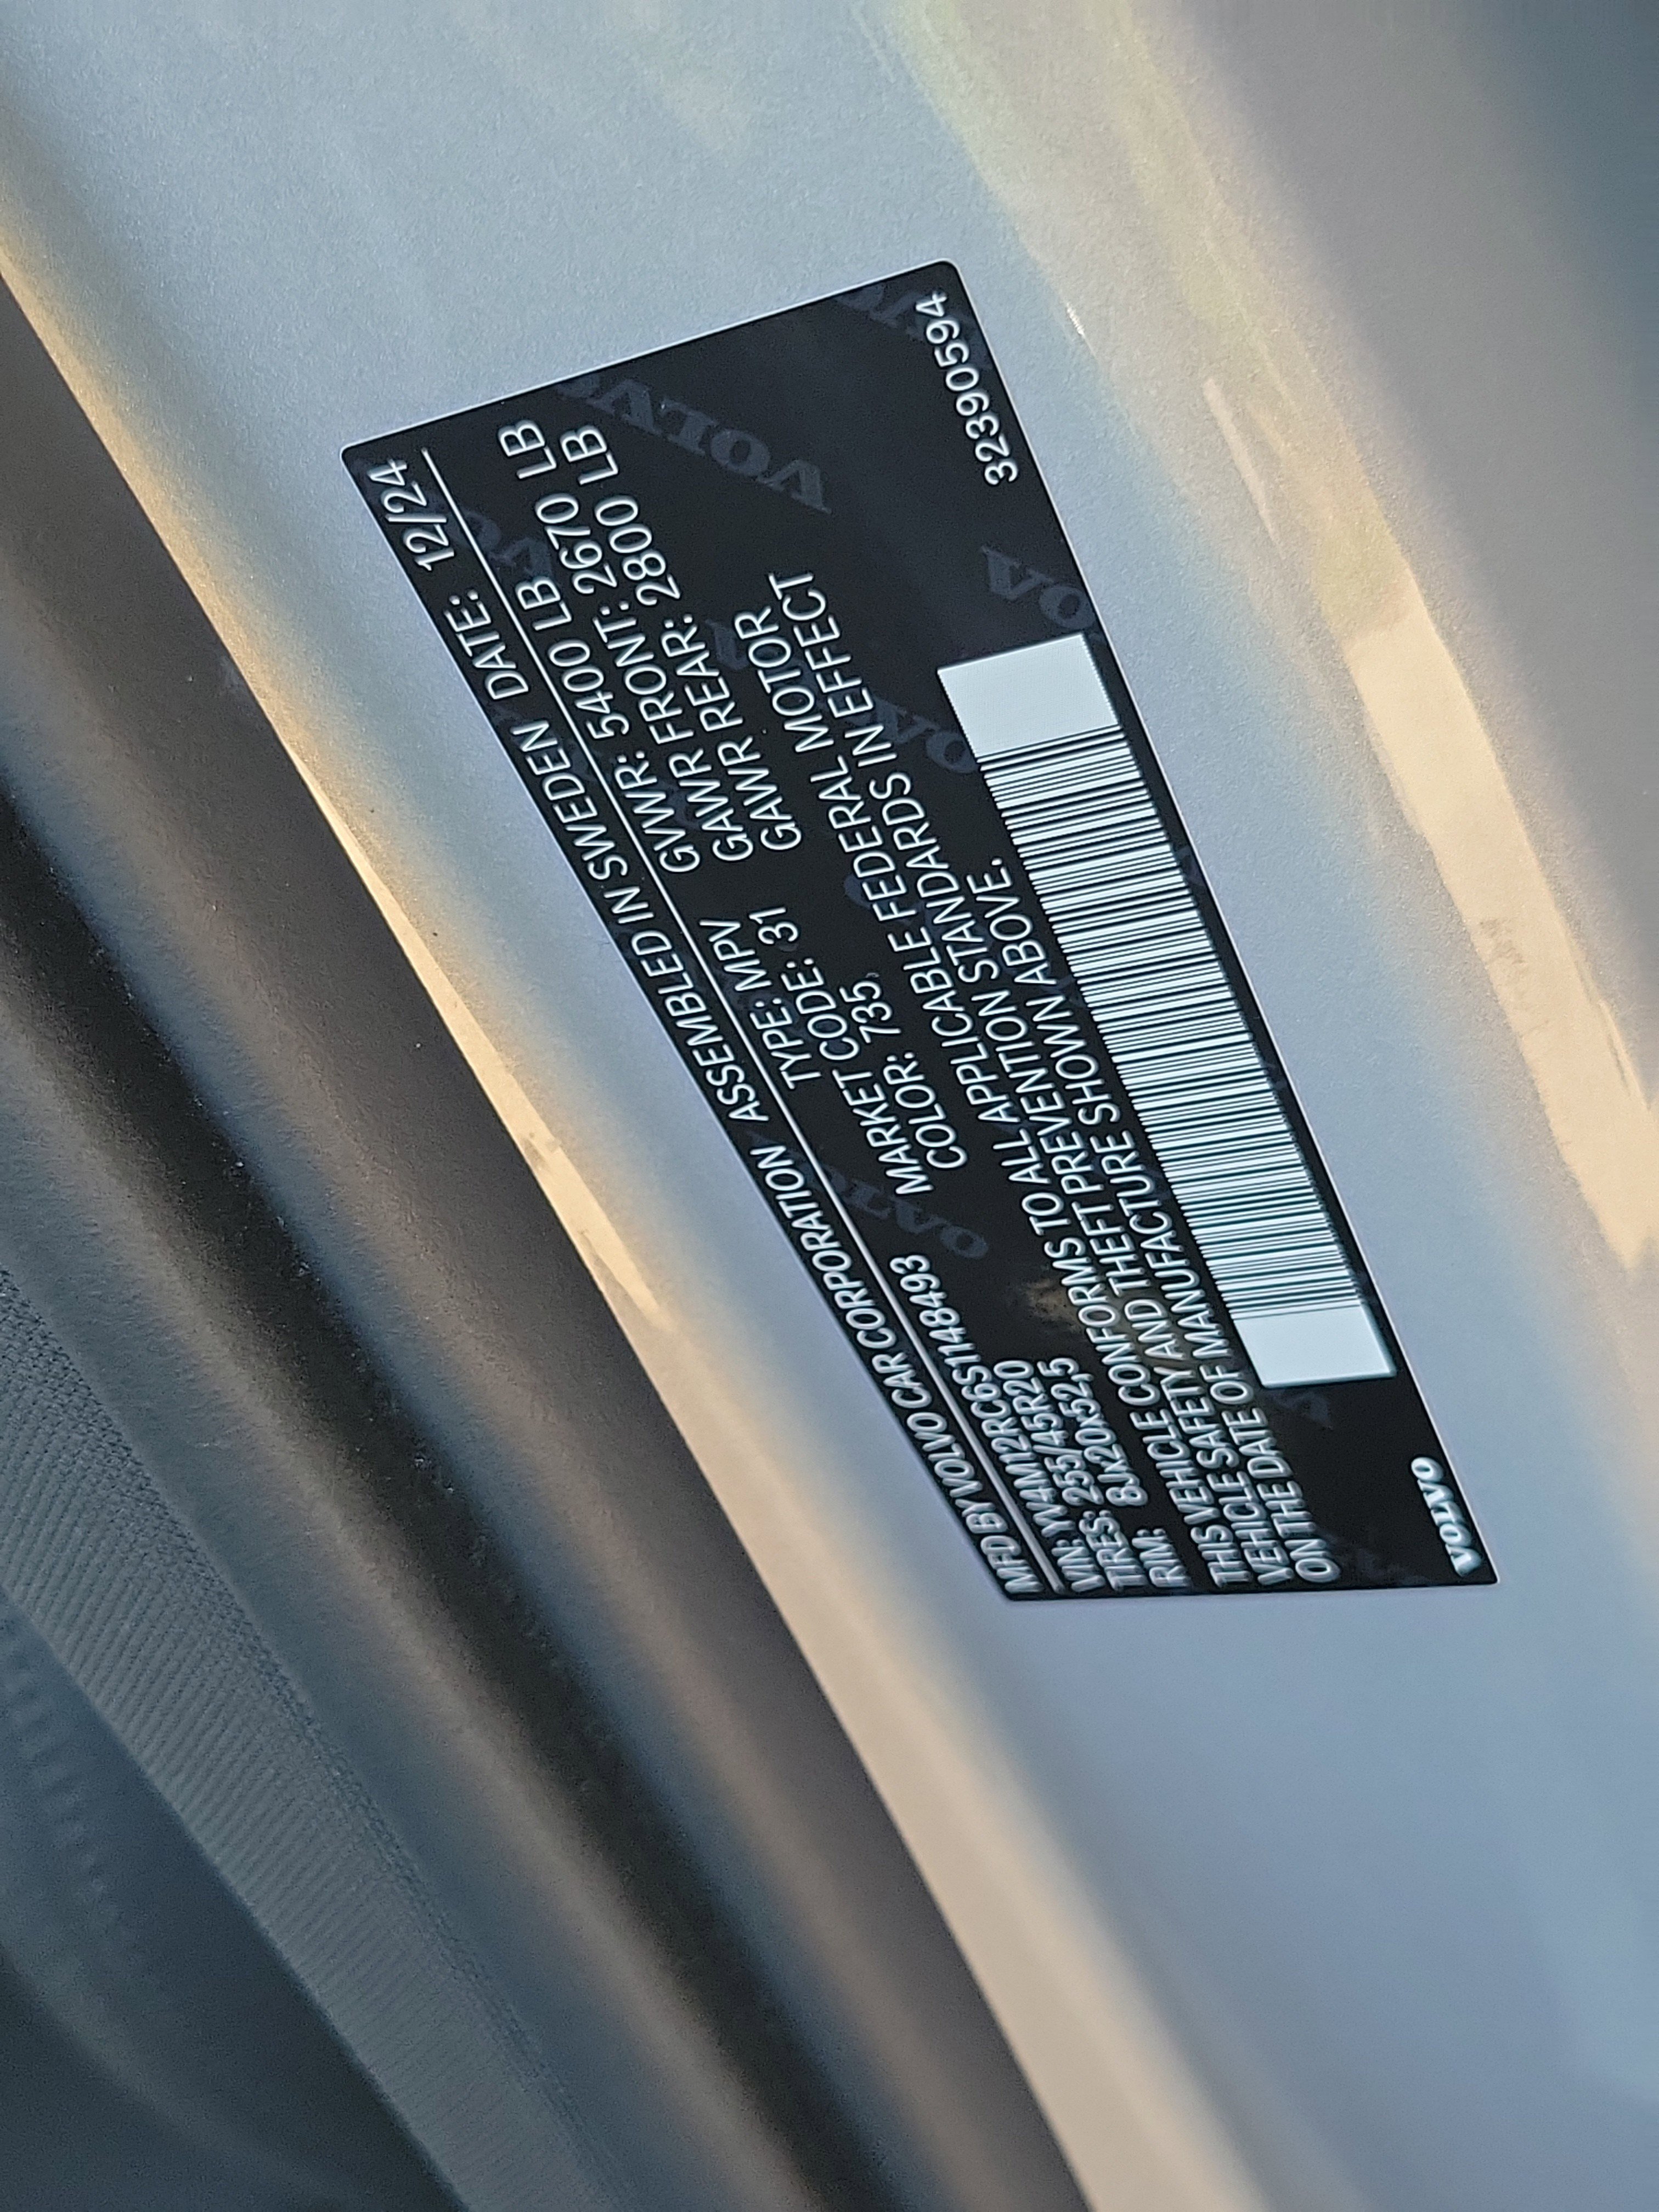 MFD BY VOLVO CAR CORPORATION ASSEMBLED IN SWEDEN DATE: 12/24
VIN: YV4M12RC6S1148493 TYPE: MPV GVWR: 5400 LB
TIRES: 255/45R20 MARKET CODE: 31 GAWR FRONT: 2670 LB
RIM: 8Jx20x52,5 COLOR: 735 GAWR REAR: 2800 LB
THIS VEHICLE CONFORMS TO ALL APPLICABLE FEDERAL MOTOR
VEHICLE SAFETY AND THEFT PREVENTION STANDARDS IN EFFECT
ON THE DATE OF MANUFACTURE SHOWN ABOVE.
VOLVO 32390594